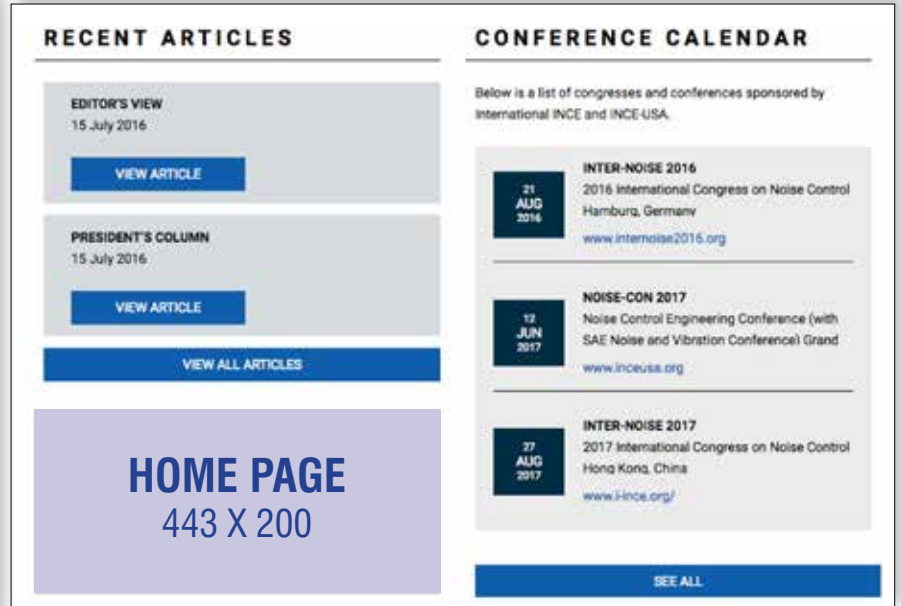 RECENT ARTICLES
EDITOR'S VIEW
15 July 2016
VIEW ARTICLE
PRESIDENT'S COLUMN
15 July 2016
VIEW ARTICLE
VIEW ALL ARTICLES
HOME PAGE
443 X 200
CONFERENCE CALENDAR
Below is a list of congresses and conferences sponsored by
International INCE and INCE-USA.
21
AUG
2016
INTER-NOISE 2016
2016 International Congress on Noise Control
Hamburg, Germany
www.internoise2016.org
12
JUN
2017
NOISE-CON 2017
Noise Control Engineering Conference (with
SAE Noise and Vibration Conference) Grand
www.inceusa.org
27
AUG
2017
INTER-NOISE 2017
2017 International Congress on Noise Control
Hong Kong, China
www.i-ince.org/
SEE ALL